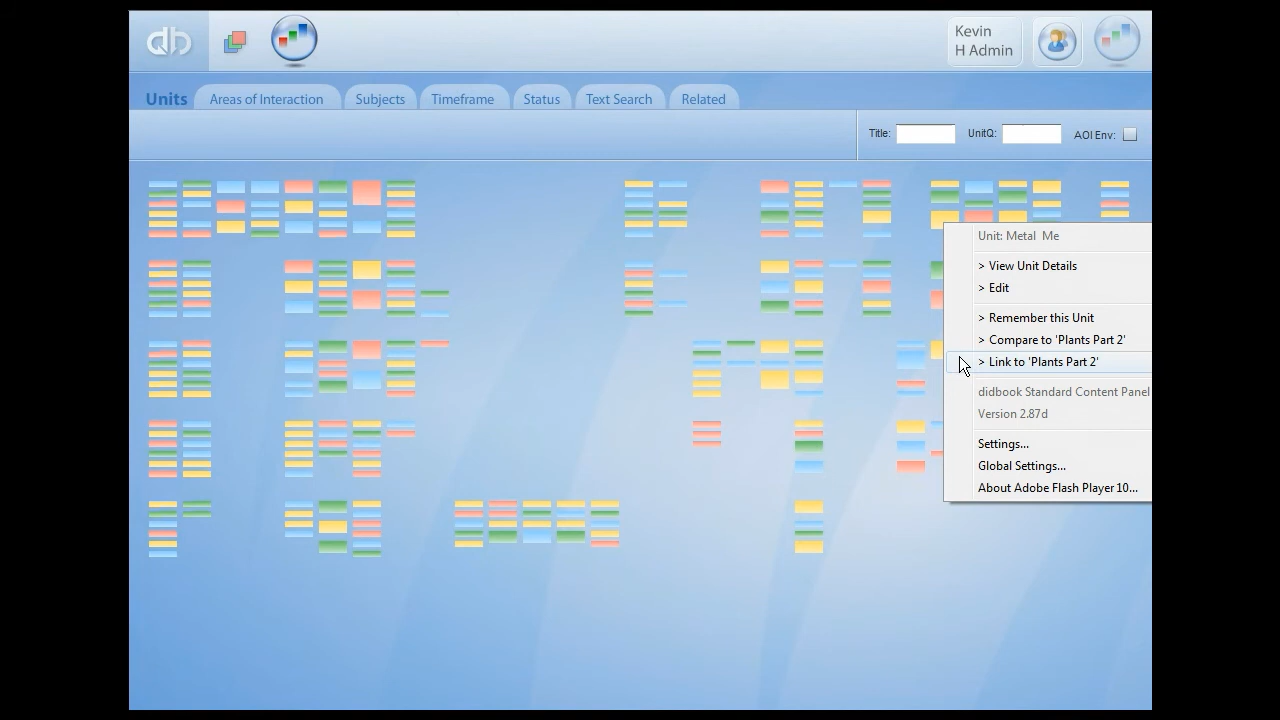 db
Kevin
H Admin
Units
Areas of Interaction
Subjects
Timeframe
Status
Text Search
Related
Title:
UnitQ:
AOI Env:
Unit: Metal Me
> View Unit Details
> Edit
> Remember this Unit
> Compare to 'Plants Part 2'
> Link to 'Plants Part 2'
didbook Standard Content Panel
Version 2.87d
Settings...
Global Settings...
About Adobe Flash Player 10...